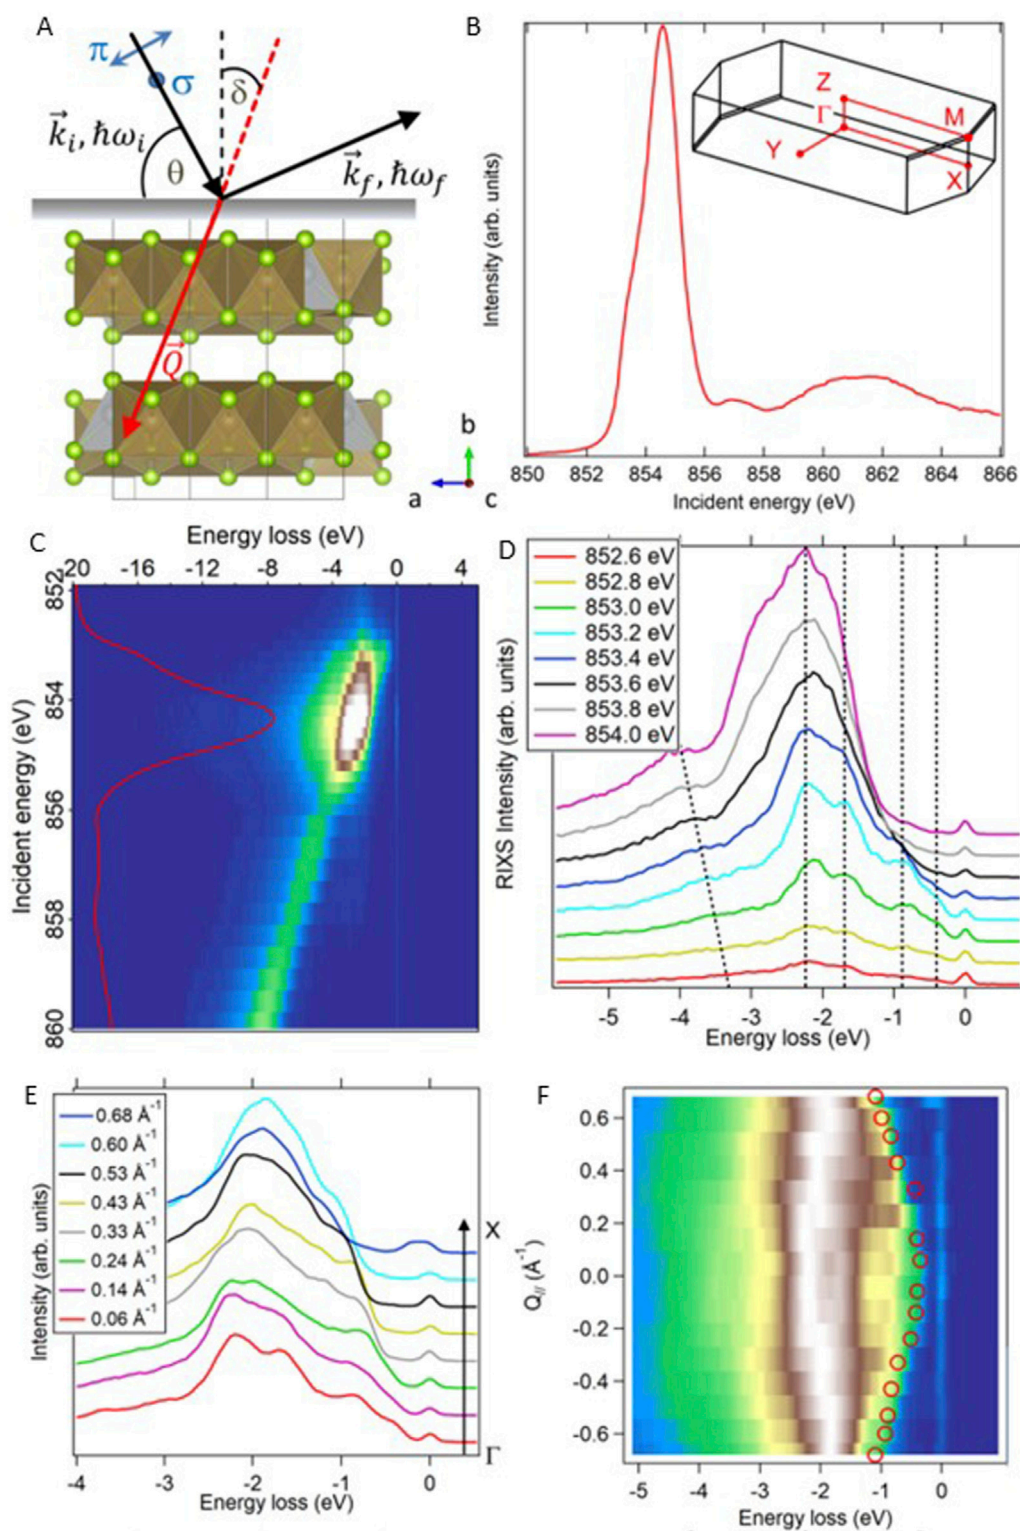 A
π
σ
δ
k⃗i, ħωi
θ
k⃗f, ħωf
Q⃗
b
a
c
B
Intensity (arb. units)
Z
Γ
M
Y
X
850 852 854 856 858 860 862 864 866
Incident energy (eV)
C
Energy loss (eV)
-20 -16 -12 -8 -4 0 4
852
854
856
858
860
Incident energy (eV)
D
852.6 eV
852.8 eV
853.0 eV
853.2 eV
853.4 eV
853.6 eV
853.8 eV
854.0 eV
RIXS Intensity (arb. units)
-5 -4 -3 -2 -1 0
Energy loss (eV)
E
0.68 Å-1
0.60 Å-1
0.53 Å-1
0.43 Å-1
0.33 Å-1
0.24 Å-1
0.14 Å-1
0.06 Å-1
Intensity (arb. units)
X
Γ
-4 -3 -2 -1 0
Energy loss (eV)
F
0.6
0.4
0.2
0.0
-0.2
-0.4
-0.6
Q// (Å-1)
-5 -4 -3 -2 -1 0
Energy loss (eV)